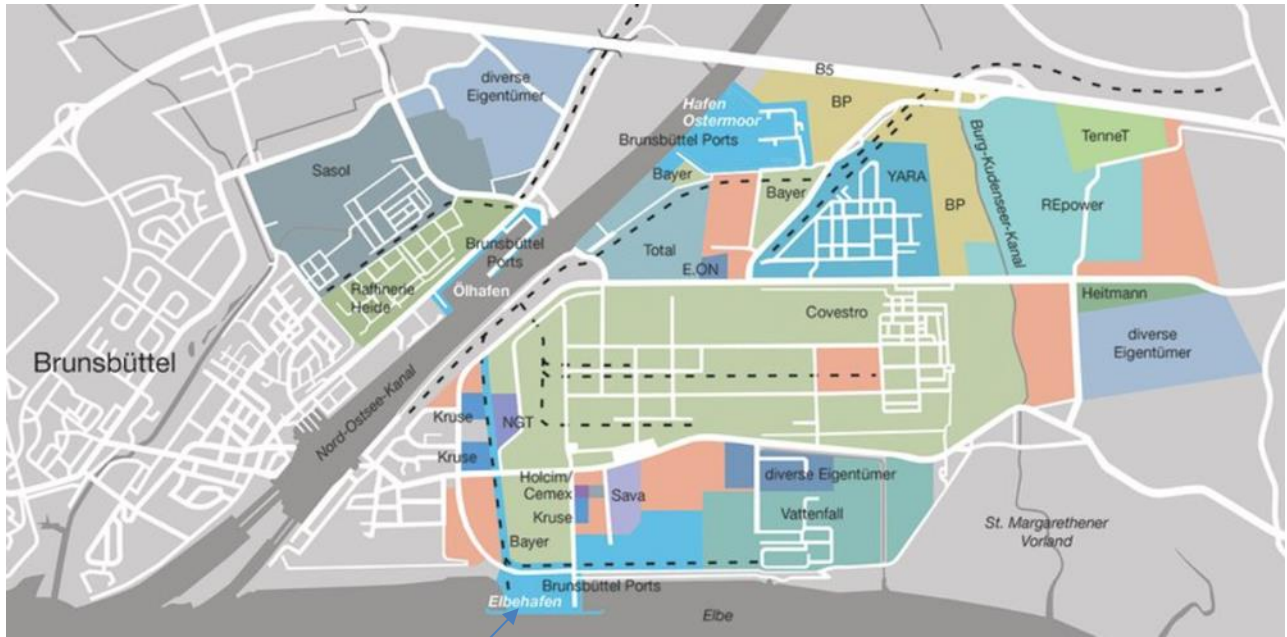 B5
diverse
Eigentümer
Hafen
Ostermoor
BP
Brunsbüttel Ports
TenneT
Sasol
Bayer
Bayer
YARA
Burg-Kudenseer-Kanal
BP
REpower
Brunsbüttel
Ports
Total
E.ON
Raffinerie
Heide
Ölhafen
Heitmann
Covestro
diverse
Eigentümer
Brunsbüttel
Nord-Ostsee-Kanal
Kruse
NGT
Kruse
Holcim/
Cemex
Sava
diverse Eigentümer
Kruse
Vattenfall
Bayer
St. Margarethener
Vorland
Brunsbüttel Ports
Elbehafen
Elbe